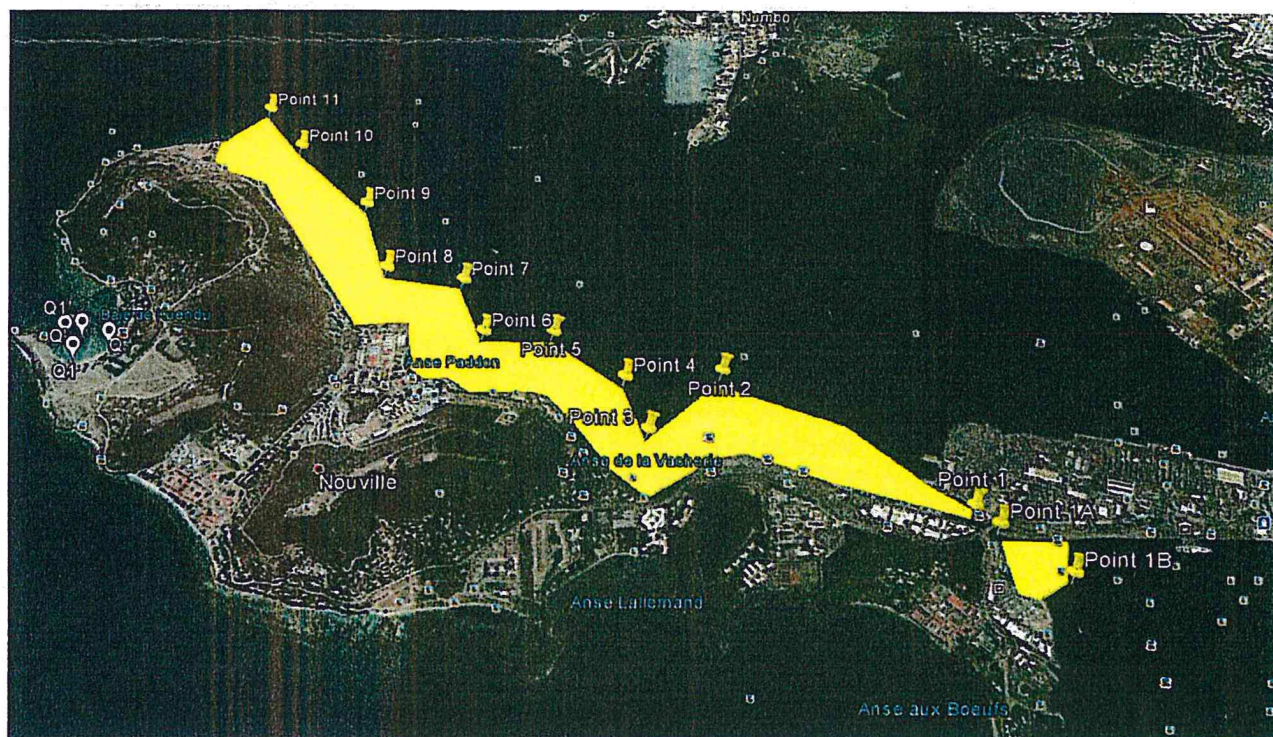 Numbo
Point 11
Point 10
Point 9
Point 8
Point 7
Point 6
Point 5
Point 4
Point 2
Point 3
Q1'
Q'
Q
Q1
Anse Paddon
Anse de la Vacherie
Nouville
Point 1
Point 1A
Point 1B
Anse Lallemand
Anse aux Boeufs